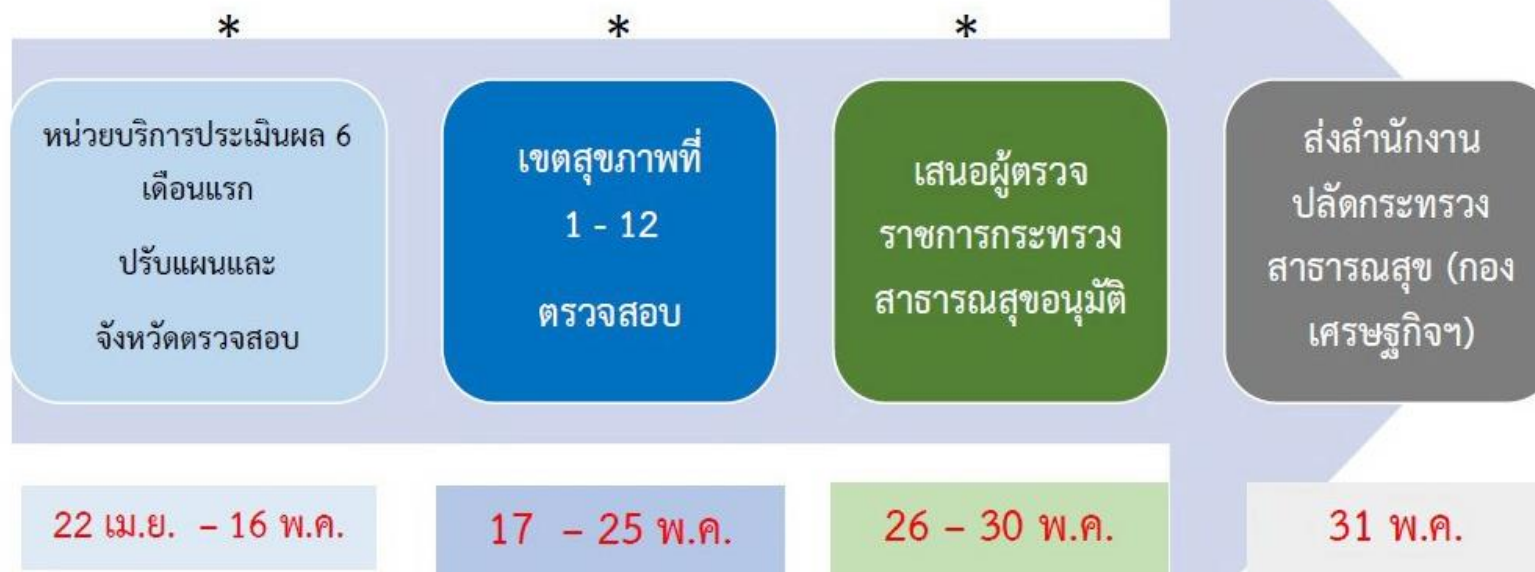 *
*
*
หน่วยบริการประเมินผล 6
เดือนแรก
ปรับแผนและ
จังหวัดตรวจสอบ
เขตสุขภาพที่
1 - 12
ตรวจสอบ
เสนอผู้ตรวจ
ราชการกระทรวง
สาธารณสุขอนุมัติ
ส่งสำนักงาน
ปลัดกระทรวง
สาธารณสุข (กอง
เศรษฐกิจฯ)
22 เม.ย. – 16 พ.ค.
17 – 25 พ.ค.
26 – 30 พ.ค.
31 พ.ค.